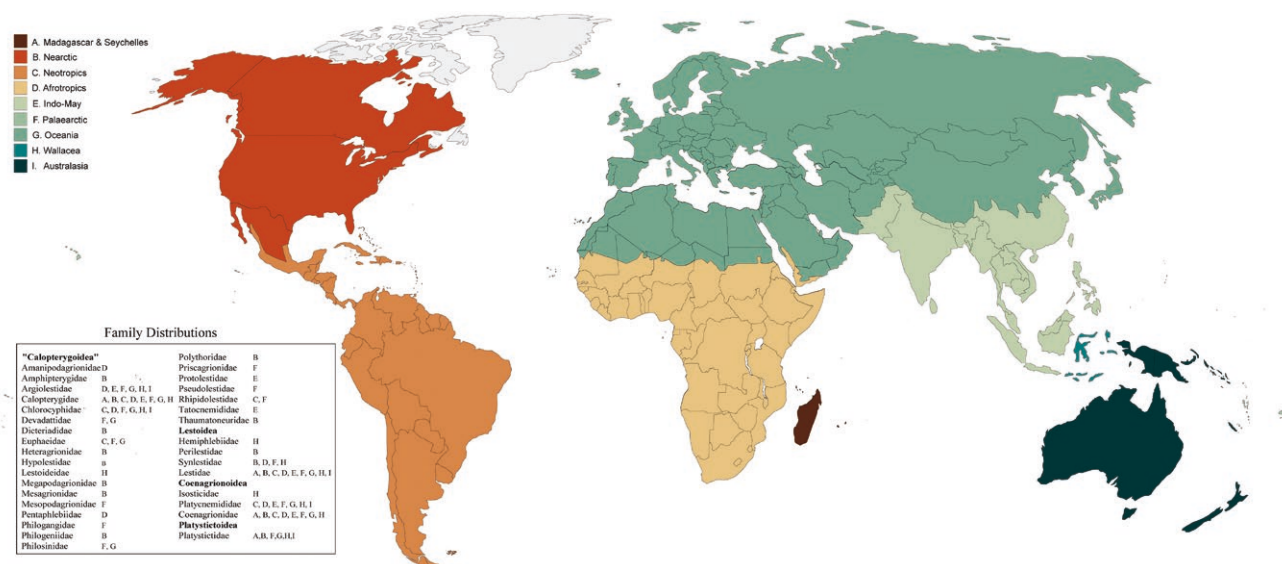 A. Madagascar & Seychelles
B. Nearctic
C. Neotropics
D. Afrotropics
E. Indo-May
F. Palaearctic
G. Oceania
H. Wallacea
I. Australasia
Family Distributions
"Calopterygoidea"
Amanipodagrionidae D
Amphipterygidae B
Argiolestidae D, E, F, G, H, I
Calopterygidae A, B, C, D, E, F, G, H
Chlorocyphidae C, D, F, G, H, I
Devadattidae F, G
Dicteriadidae B
Euphaeidae C, F, G
Heteragrionidae B
Hypolestidae B
Lestoideidae H
Megapodagrionidae B
Mesagrionidae B
Mesopodagrionidae F
Pentaphlebiidae D
Philogangidae F
Philogeniidae B
Philosinidae F, G
Polythoridae B
Priscagrionidae F
Protolestidae E
Pseudolestidae F
Rhipidolestidae C, F
Tatocnemididae E
Thaumatoneuridae B
Lestoidea
Hemiphlebiidae H
Perilestidae B
Synlestidae B, D, F, H
Lestidae A, B, C, D, E, F, G, H, I
Coenagrionoidea
Isosticidae H
Platycnemididae C, D, E, F, G, H, I
Coenagrionidae A, B, C, D, E, F, G, H
Platystictoidea
Platystictidae A,B, F,G,H,I